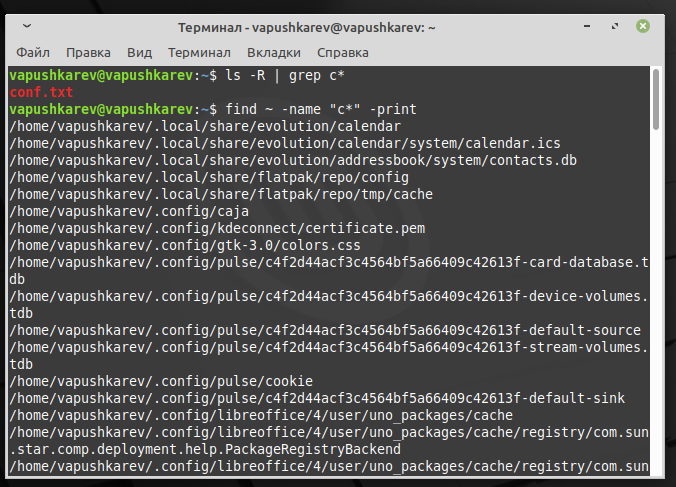 Терминал - vapushkarev@vapushkarev: ~
Файл Правка Вид Терминал Вкладки Справка
vapushkarev@vapushkarev:~$ ls -R | grep c*
conf.txt
vapushkarev@vapushkarev:~$ find ~ -name "c*" -print
/home/vapushkarev/.local/share/evolution/calendar
/home/vapushkarev/.local/share/evolution/calendar/system/calendar.ics
/home/vapushkarev/.local/share/evolution/addressbook/system/contacts.db
/home/vapushkarev/.local/share/flatpak/repo/config
/home/vapushkarev/.local/share/flatpak/repo/tmp/cache
/home/vapushkarev/.config/caja
/home/vapushkarev/.config/kdeconnect/certificate.pem
/home/vapushkarev/.config/gtk-3.0/colors.css
/home/vapushkarev/.config/pulse/c4f2d44acf3c4564bf5a66409c42613f-card-database.t
db
/home/vapushkarev/.config/pulse/c4f2d44acf3c4564bf5a66409c42613f-device-volumes.
tdb
/home/vapushkarev/.config/pulse/c4f2d44acf3c4564bf5a66409c42613f-default-source
/home/vapushkarev/.config/pulse/c4f2d44acf3c4564bf5a66409c42613f-stream-volumes.
tdb
/home/vapushkarev/.config/pulse/cookie
/home/vapushkarev/.config/pulse/c4f2d44acf3c4564bf5a66409c42613f-default-sink
/home/vapushkarev/.config/libreoffice/4/user/uno_packages/cache
/home/vapushkarev/.config/libreoffice/4/user/uno_packages/cache/registry/com.sun
.star.comp.deployment.help.PackageRegistryBackend
/home/vapushkarev/.config/libreoffice/4/user/uno_packages/cache/registry/com.sun